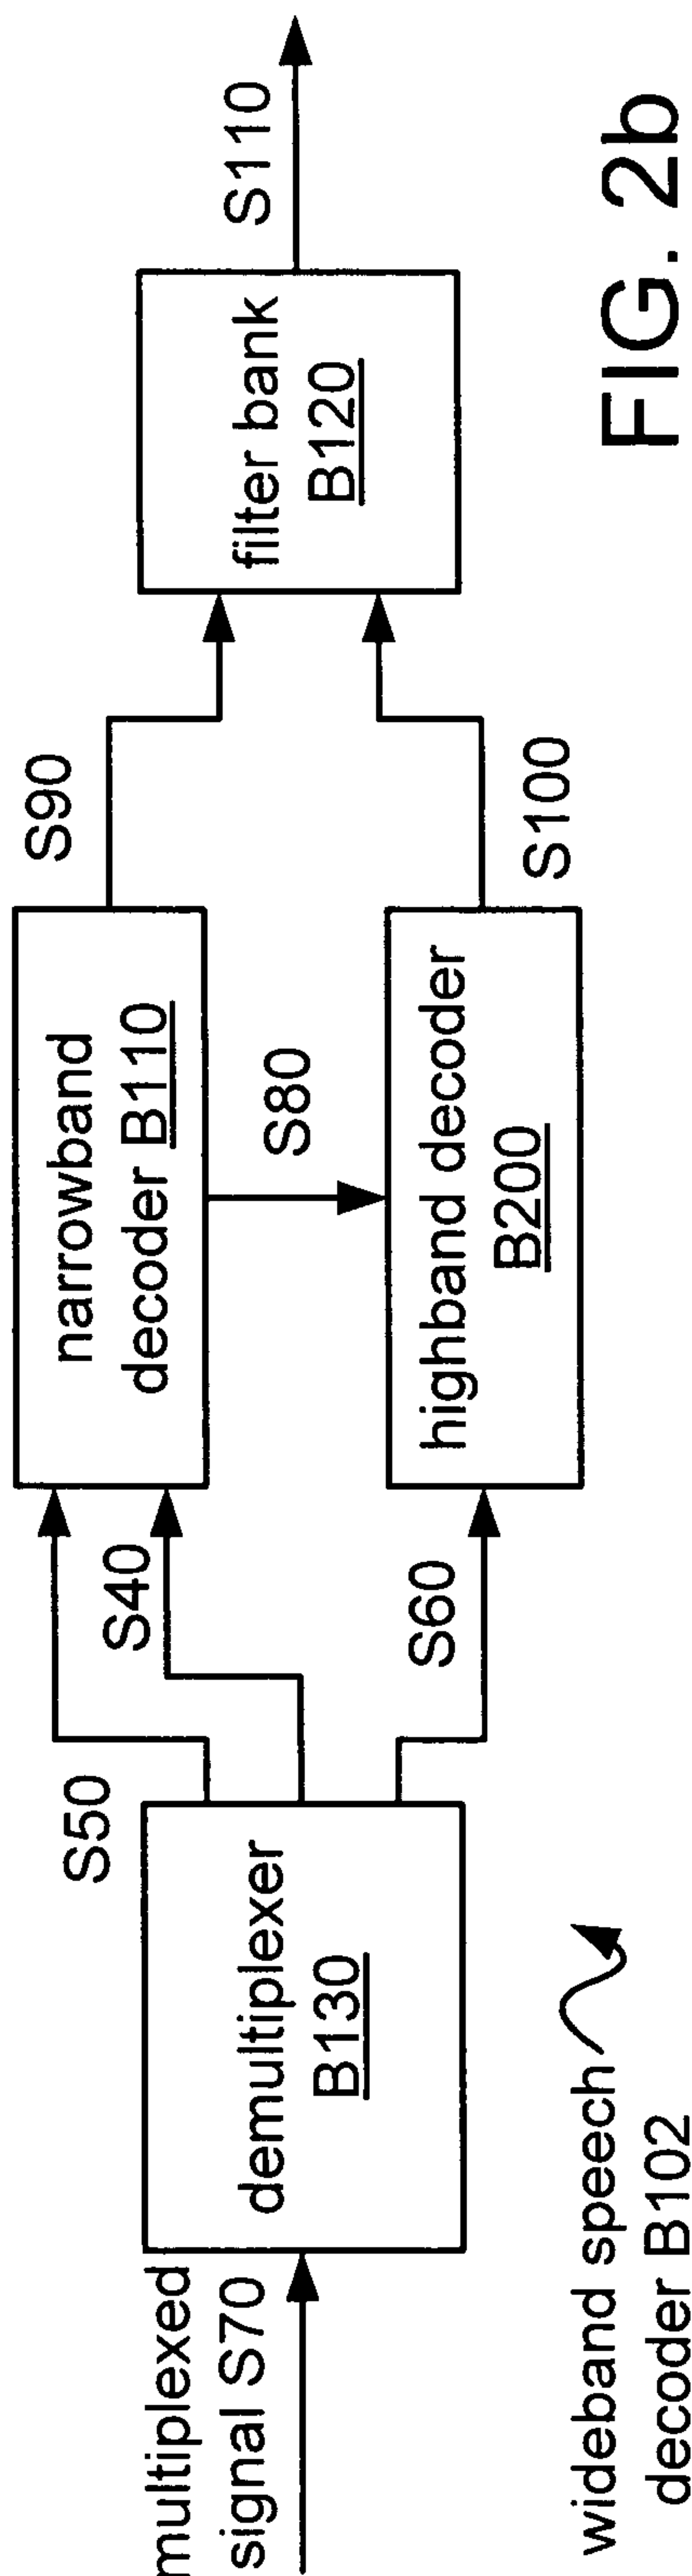 multiplexed
signal S70
demultiplexer
B130
S50
S40
S60
narrowband
decoder B110
S80
highband decoder
B200
S90
S100
filter bank
B120
S110
wideband speech
decoder B102
FIG. 2b